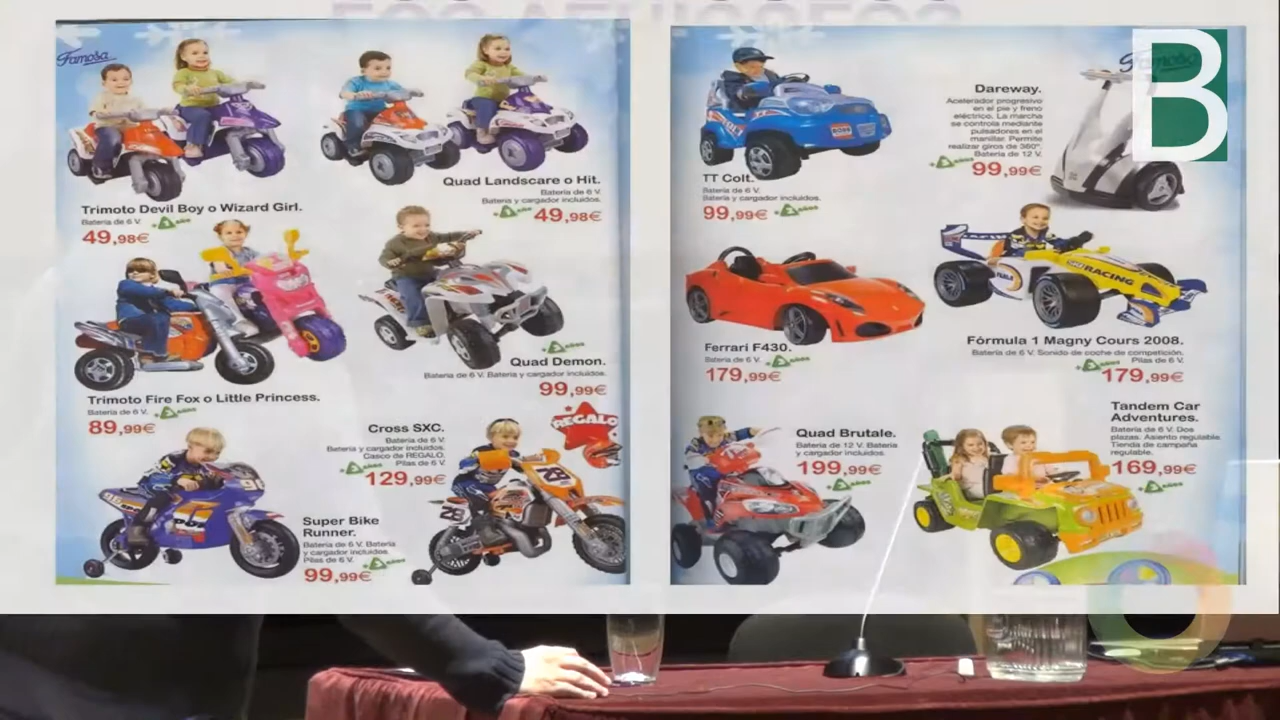 Famosa
Trimoto Devil Boy o Wizard Girl.
Batería de 6 V.
49,98€
Quad Landscare o Hit.
Batería de 6 V.
Batería y cargador incluidos.
49,98€
Trimoto Fire Fox o Little Princess.
Batería de 6 V.
89,99€
Quad Demon.
Batería de 6 V. Batería y cargador incluidos.
99,99€
Cross SXC.
Batería de 6 V.
Batería y cargador incluidos.
Casco de REGALO.
Pilas de 6 V.
129,99€
REGALO
28
28
Super Bike
Runner.
Batería de 6 V. Batería
y cargador incluidos.
Pilas de 6 V.
99,99€
TT Colt.
Batería de 6 V.
Batería y cargador incluidos.
99,99€
Dareway.
Acelerador progresivo
en el pie y freno
eléctrico. La marcha
se controla mediante
pulsadores en el
manillar. Permite
realizar giros de 360º.
Batería de 12 V.
99,99€
Famosa
B
Ferrari F430.
Batería de 6 V.
179,99€
RACING
Fórmula 1 Magny Cours 2008.
Batería de 6 V. Sonido de coche de competición.
Pilas de 6 V.
179,99€
Quad Brutale.
Batería de 12 V. Batería
y cargador incluidos.
199,99€
Tandem Car
Adventures.
Batería de 6 V. Dos
plazas. Asiento regulable.
Tienda de campaña
regulable.
169,99€